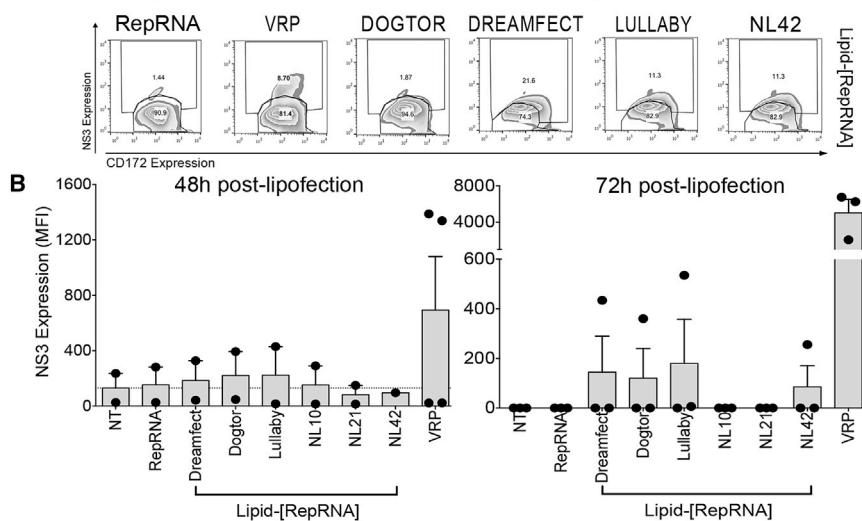 RepRNA VRP DOGTOR DREAMFECT LULLABY NL42
NS3 Expression
1.44 8.70 1.87 21.6 11.3 11.3
90.9 81.4 94.6 74.3 82.9 82.9
Lipid-[RepRNA]
CD172 Expression
B
48h post-lipofection
NS3 Expression (MFI)
1600
1200
800
400
0
NT RepRNA Dreamfect Dogtor Lullaby NL10 NL21 NL42 VRP
Lipid-[RepRNA]
72h post-lipofection
8000
4000
600
400
200
0
NT RepRNA Dreamfect Dogtor Lullaby NL10 NL21 NL42 VRP
Lipid-[RepRNA]